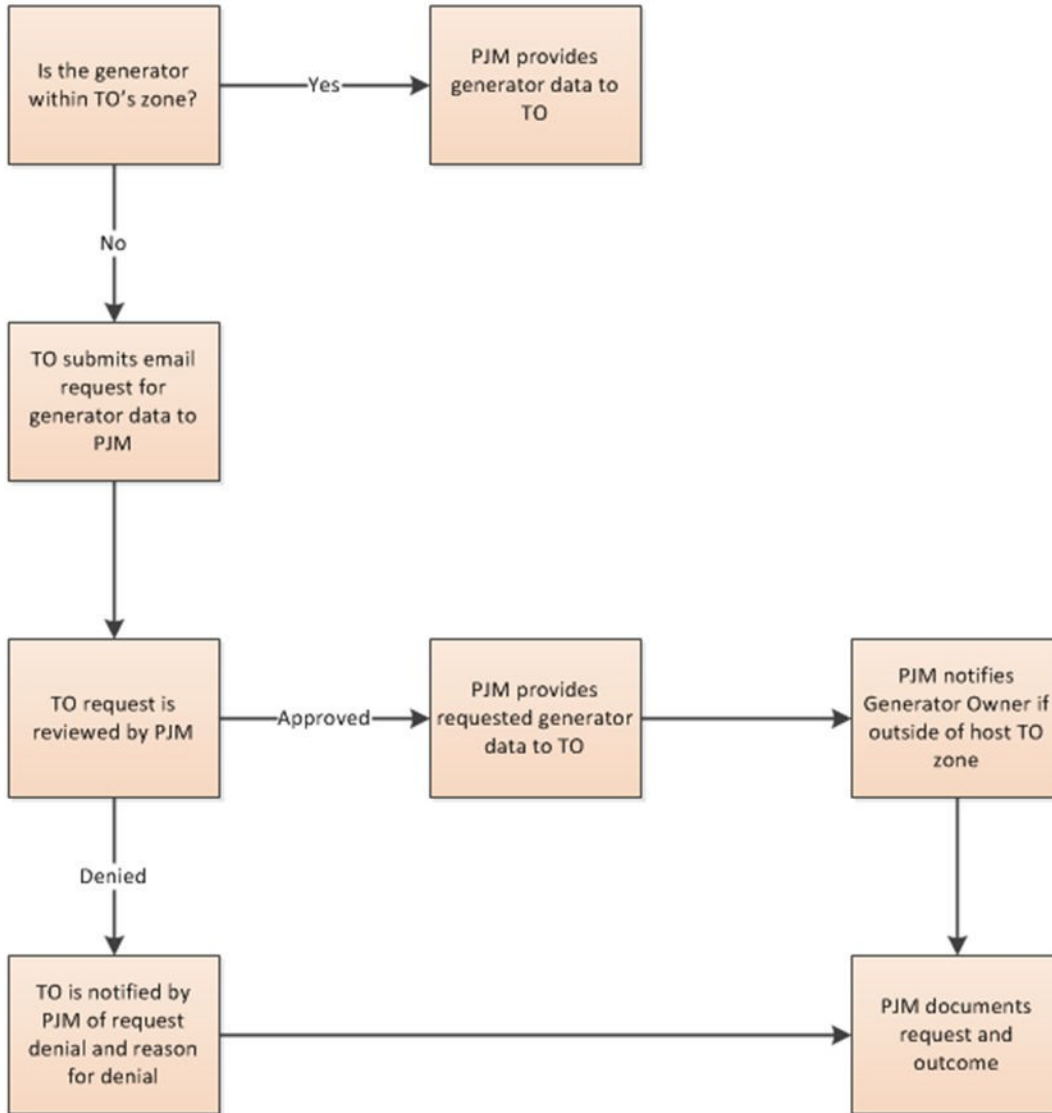 Is the generator
within TO's zone?
Yes
PJM provides
generator data to
TO
No
TO submits email
request for
generator data to
PJM
TO request is
reviewed by PJM
Approved
PJM provides
requested generator
data to TO
PJM notifies
Generator Owner if
outside of host TO
zone
Denied
TO is notified by
PJM of request
denial and reason
for denial
PJM documents
request and
outcome